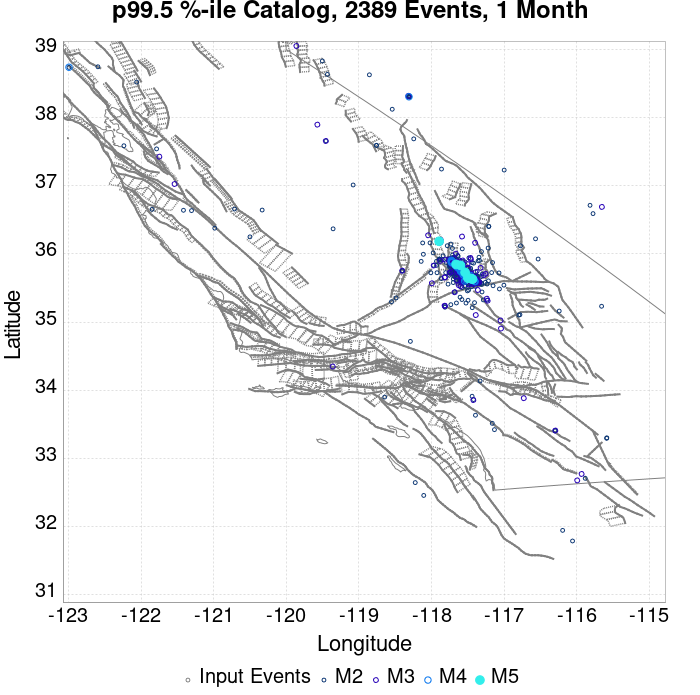 p99.5 %-ile Catalog, 2389 Events, 1 Month
39
38
37
36
35
34
33
32
31
Latitude
-123 -122 -121 -120 -119 -118 -117 -116 -115
Longitude
Input Events M2 M3 M4 M5